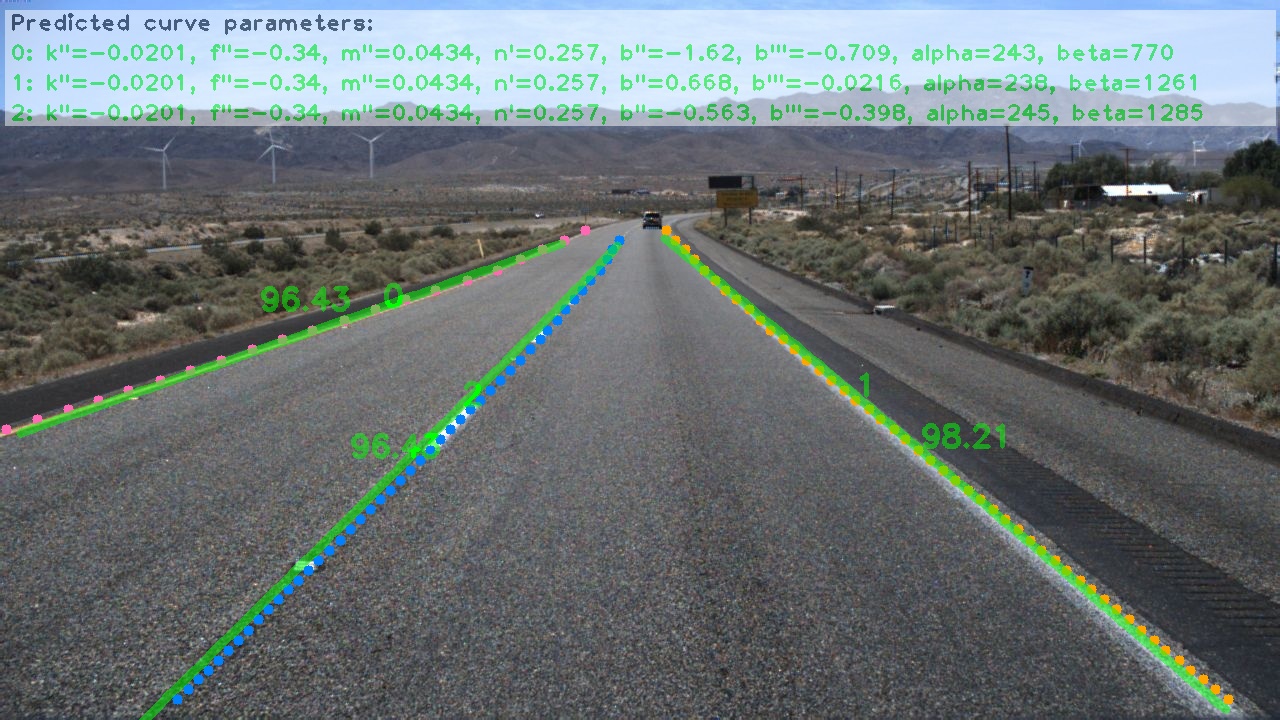 Predicted curve parameters:
0: k''=-0.0201, f''=-0.34, m''=0.0434, n'=0.257, b''=-1.62, b'''=-0.709, alpha=243, beta=770
1: k''=-0.0201, f''=-0.34, m''=0.0434, n'=0.257, b''=0.668, b'''=-0.0216, alpha=238, beta=1261
2: k''=-0.0201, f''=-0.34, m''=0.0434, n'=0.257, b''=-0.563, b'''=-0.398, alpha=245, beta=1285
96.43 0
1
98.21